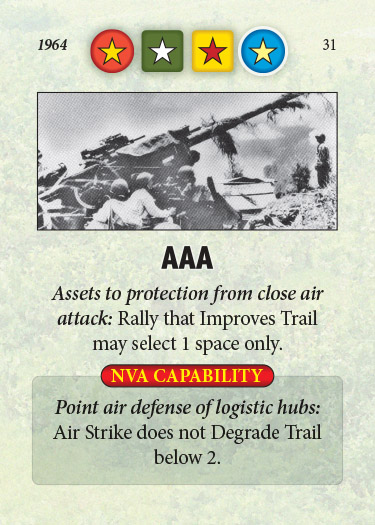 1964 31
AAA
Assets to protection from close air
attack: Rally that Improves Trail
may select 1 space only.
NVA CAPABILITY
Point air defense of logistic hubs:
Air Strike does not Degrade Trail
below 2.